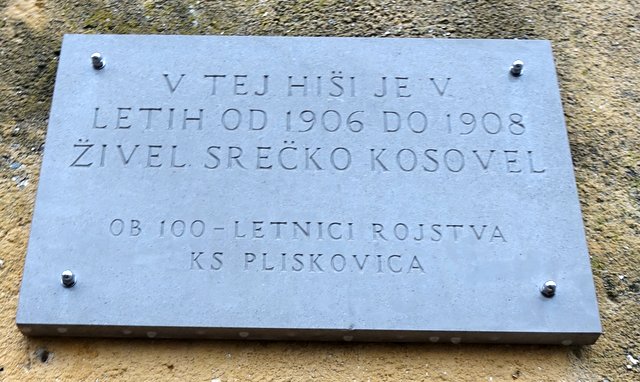 V TEJ HIŠI JE V
LETIH OD 1906 DO 1908
ŽIVEL SREČKO KOSOVEL
OB 100-LETNICI ROJSTVA
KS PLISKOVICA